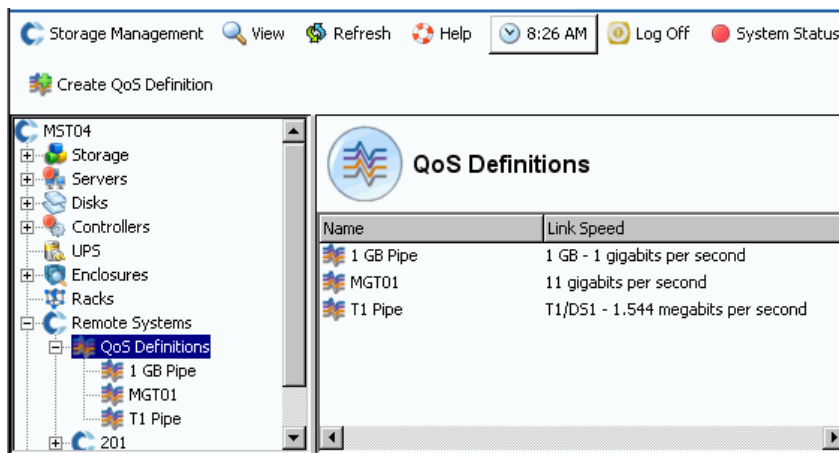 Storage Management View Refresh Help 8:26 AM Log Off System Status
Create QoS Definition
MST04
Storage
Servers
Disks
Controllers
UPS
Enclosures
Racks
Remote Systems
QoS Definitions
1 GB Pipe
MGT01
T1 Pipe
201
QoS Definitions
Name Link Speed
1 GB Pipe 1 GB - 1 gigabits per second
MGT01 11 gigabits per second
T1 Pipe T1/DS1 - 1.544 megabits per second